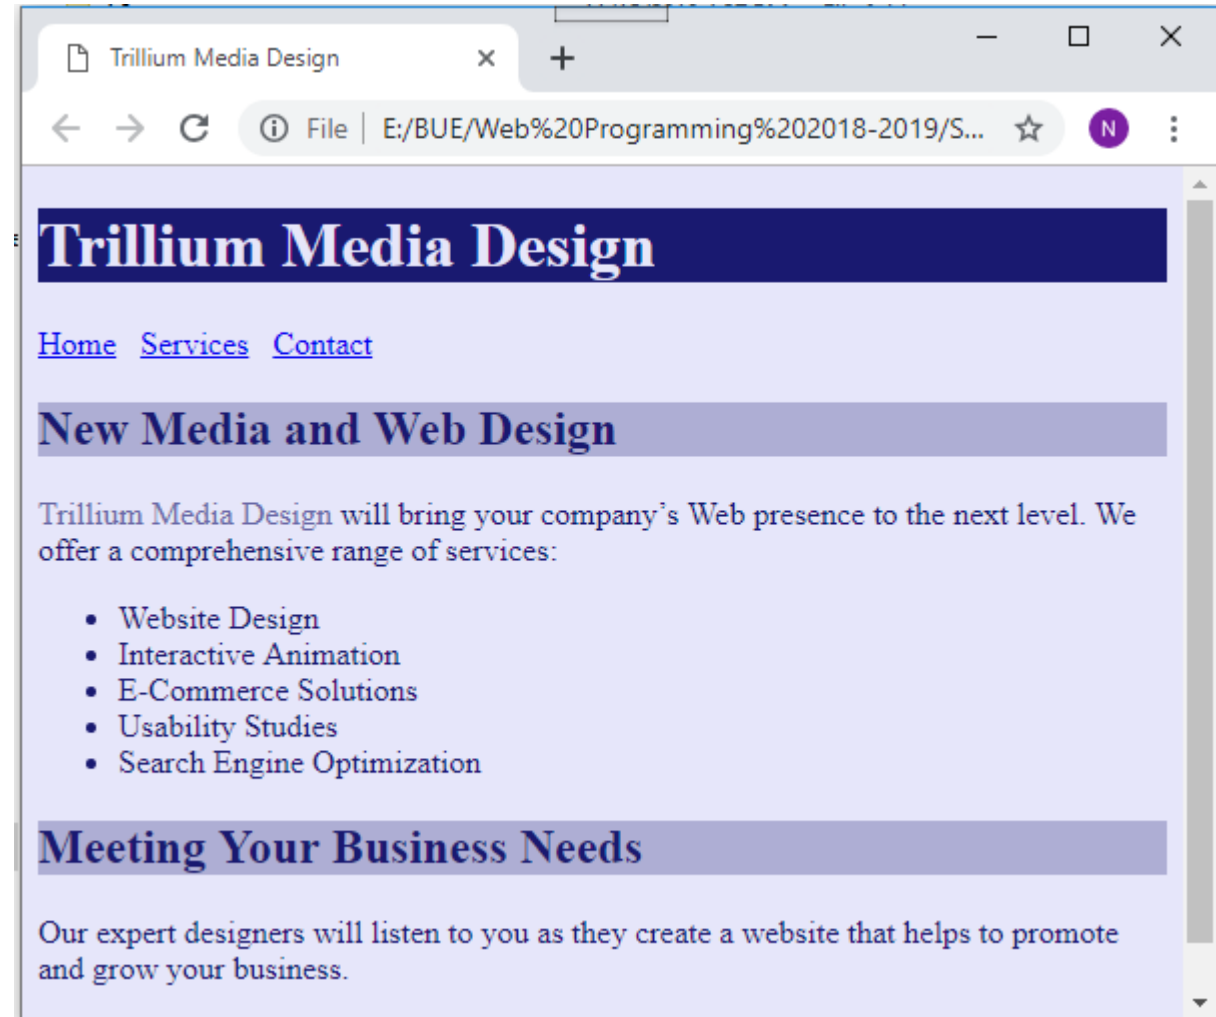 Trillium Media Design
File | E:/BUE/Web%20Programming%202018-2019/S...
N
Trillium Media Design
Home Services Contact
New Media and Web Design
Trillium Media Design will bring your company’s Web presence to the next level. We
offer a comprehensive range of services:
• Website Design
• Interactive Animation
• E-Commerce Solutions
• Usability Studies
• Search Engine Optimization
Meeting Your Business Needs
Our expert designers will listen to you as they create a website that helps to promote
and grow your business.